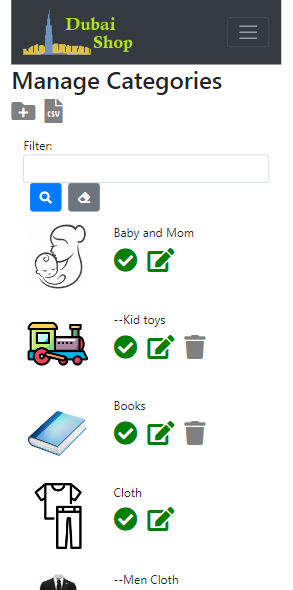 Dubai
Shop
Manage Categories
CSV
Filter:
Baby and Mom
--Kid toys
Books
Cloth
--Men Cloth